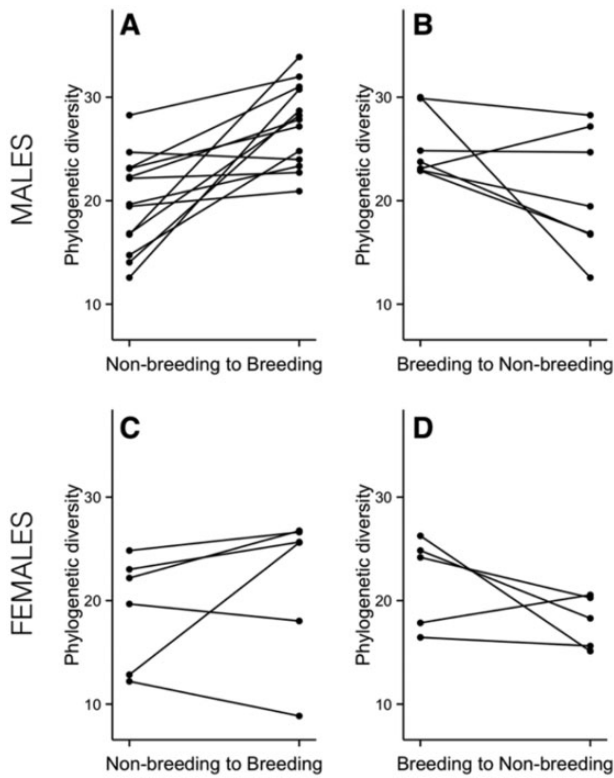 MALES
A
Phylogenetic diversity
30
20
10
Non-breeding to Breeding
B
Phylogenetic diversity
30
20
10
Breeding to Non-breeding
FEMALES
C
Phylogenetic diversity
30
20
10
Non-breeding to Breeding
D
Phylogenetic diversity
30
20
10
Breeding to Non-breeding